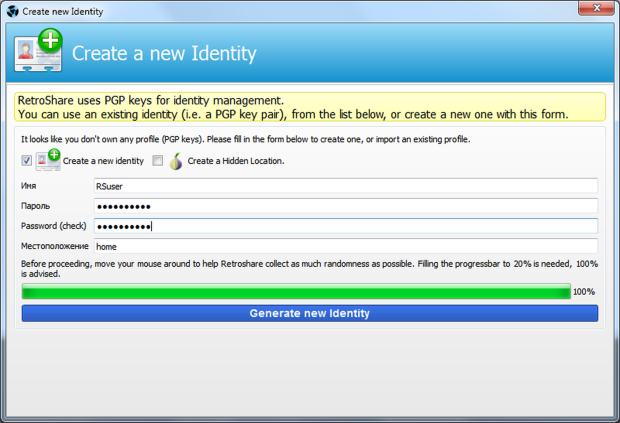 Create new Identity
Create a new Identity
RetroShare uses PGP keys for identity management.
You can use an existing identity (i.e. a PGP key pair), from the list below, or create a new one with this form.
It looks like you don't own any profile (PGP keys). Please fill in the form below to create one, or import an existing profile.
Create a new identity Create a Hidden Location.
Имя RSuser
Пароль ●●●●●●●●●●
Password (check) ●●●●●●●●●●
Местоположение home
Before proceeding, move your mouse around to help Retroshare collect as much randomness as possible. Filling the progressbar to 20% is needed, 100%
is advised.
100%
Generate new Identity